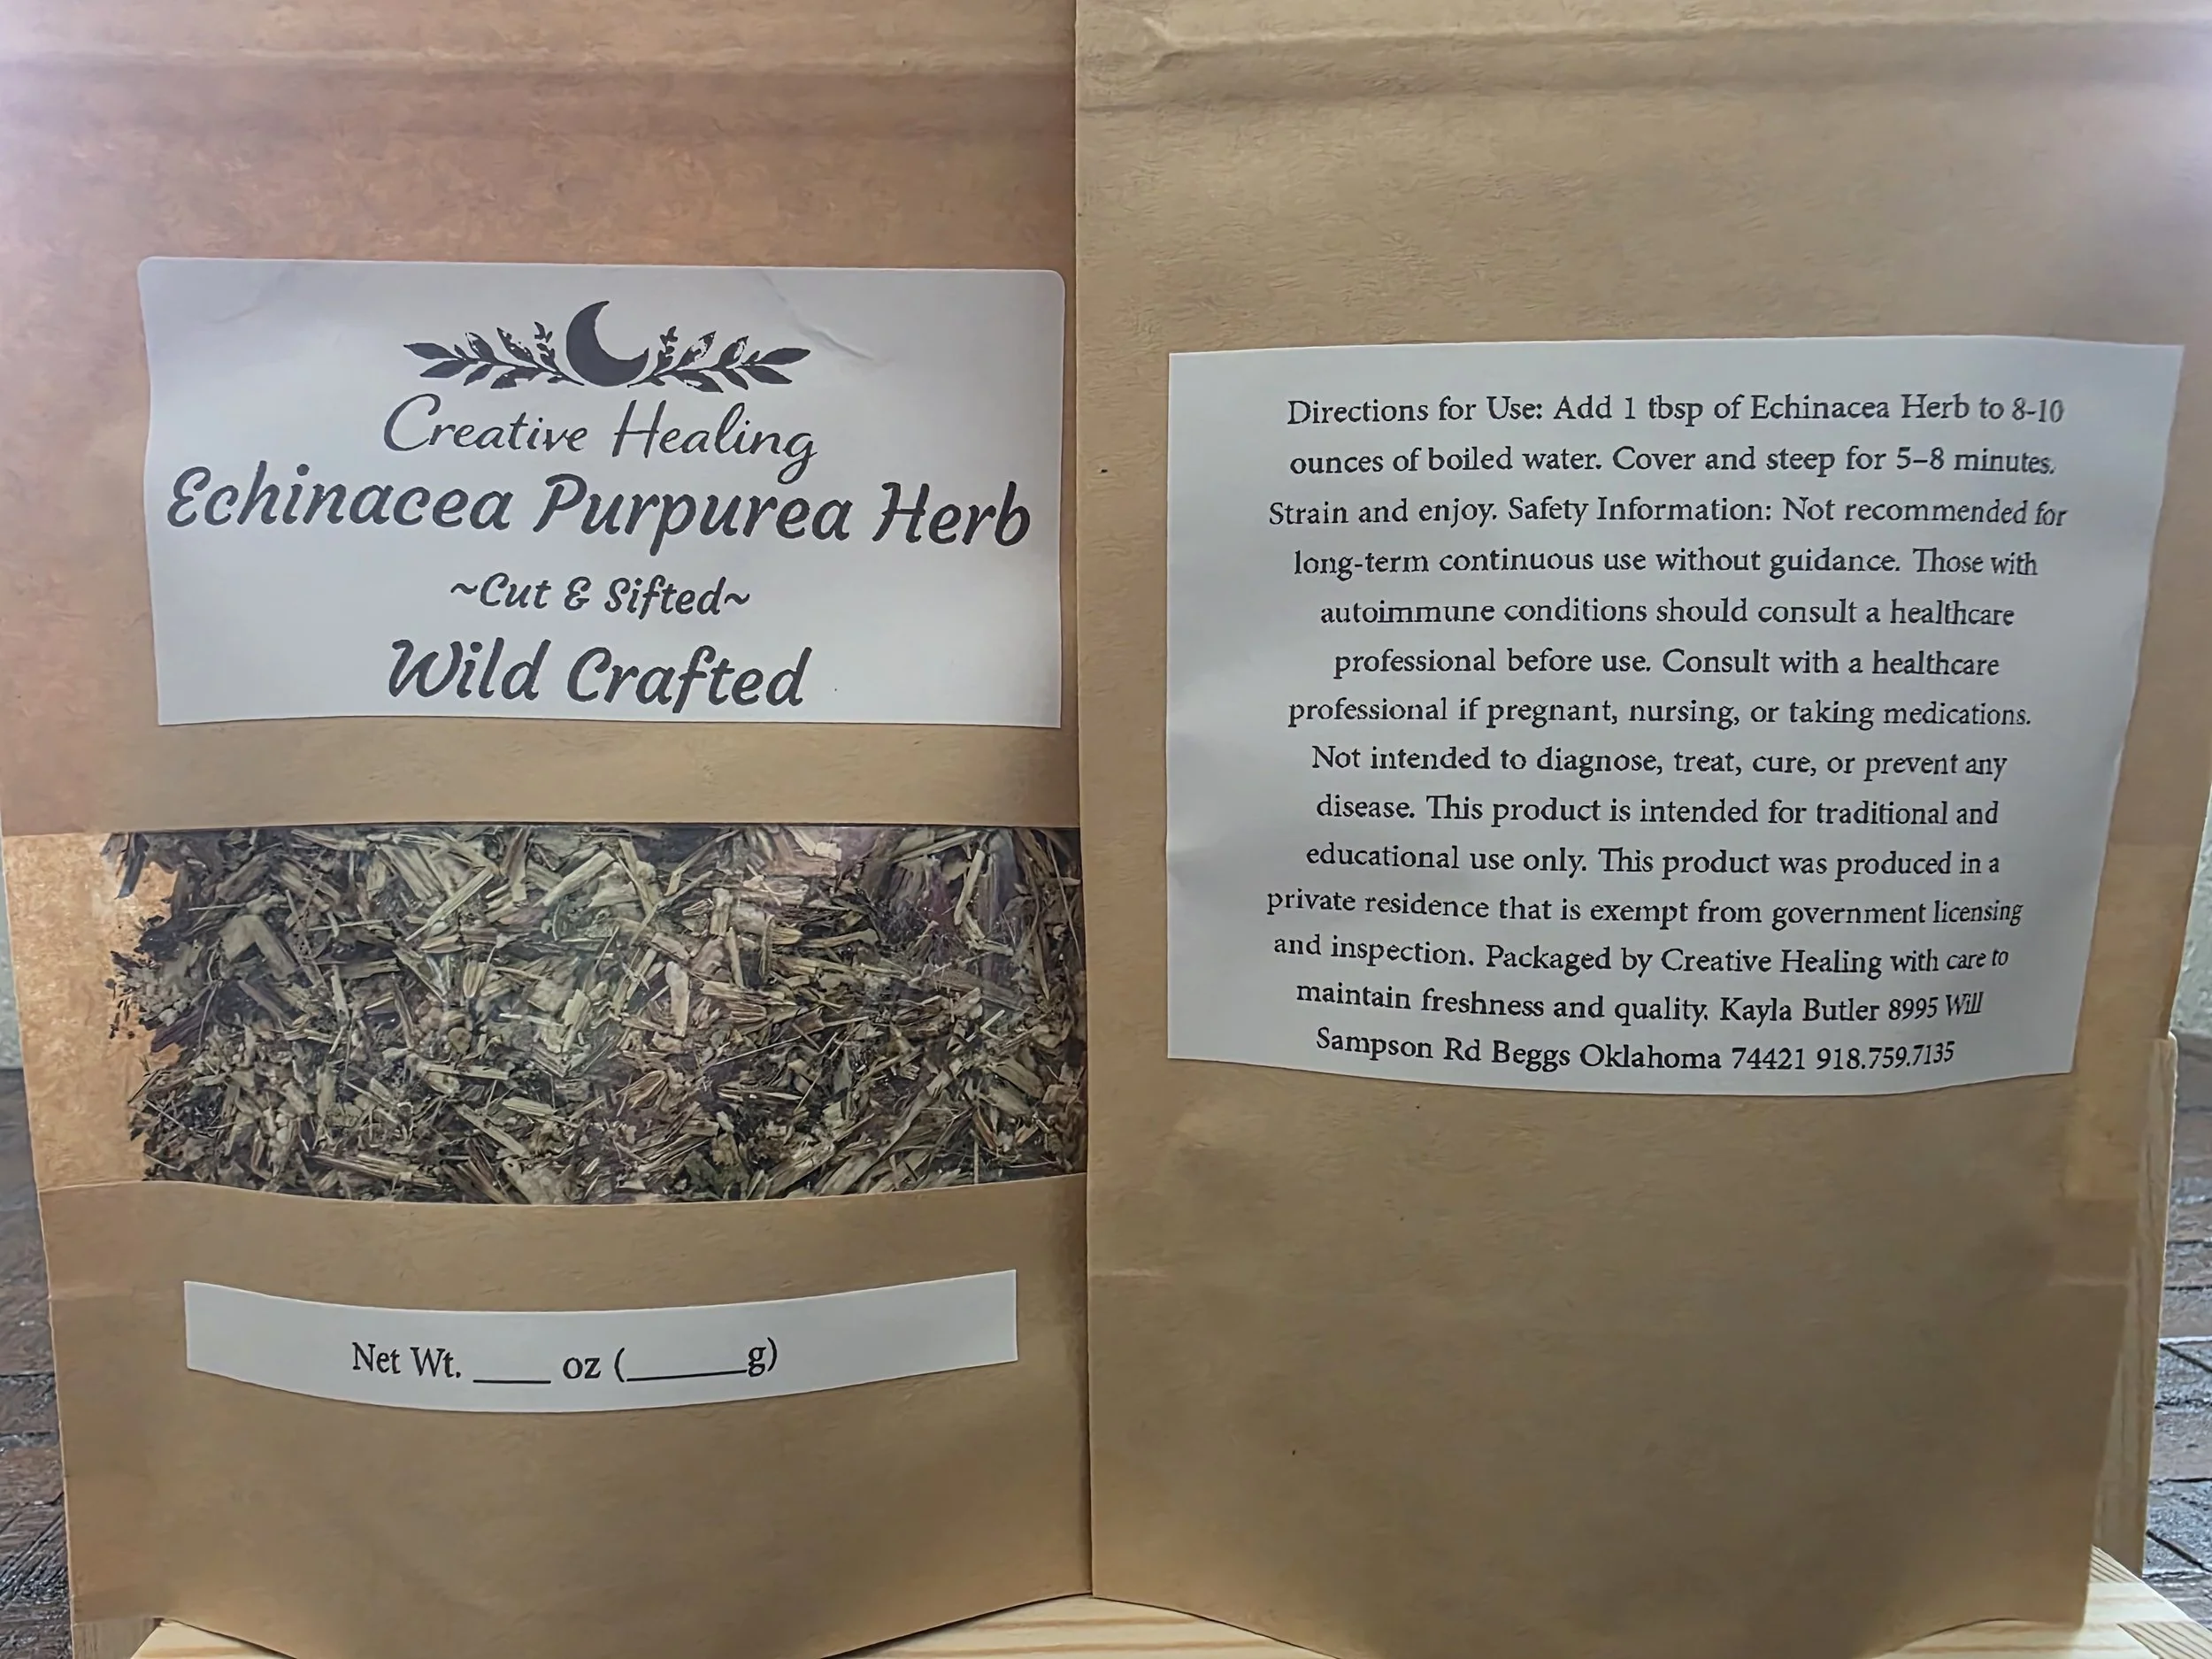 Creative Healing
Echinacea Purpurea Herb
~Cut & Sifted~
Wild Crafted
Net Wt. ____ oz (______g)
Directions for Use: Add 1 tbsp of Echinacea Herb to 8-10
ounces of boiled water. Cover and steep for 5–8 minutes.
Strain and enjoy. Safety Information: Not recommended for
long-term continuous use without guidance. Those with
autoimmune conditions should consult a healthcare
professional before use. Consult with a healthcare
professional if pregnant, nursing, or taking medications.
Not intended to diagnose, treat, cure, or prevent any
disease. This product is intended for traditional and
educational use only. This product was produced in a
private residence that is exempt from government licensing
and inspection. Packaged by Creative Healing with care to
maintain freshness and quality. Kayla Butler 8995 Will
Sampson Rd Beggs Oklahoma 74421 918.759.7135